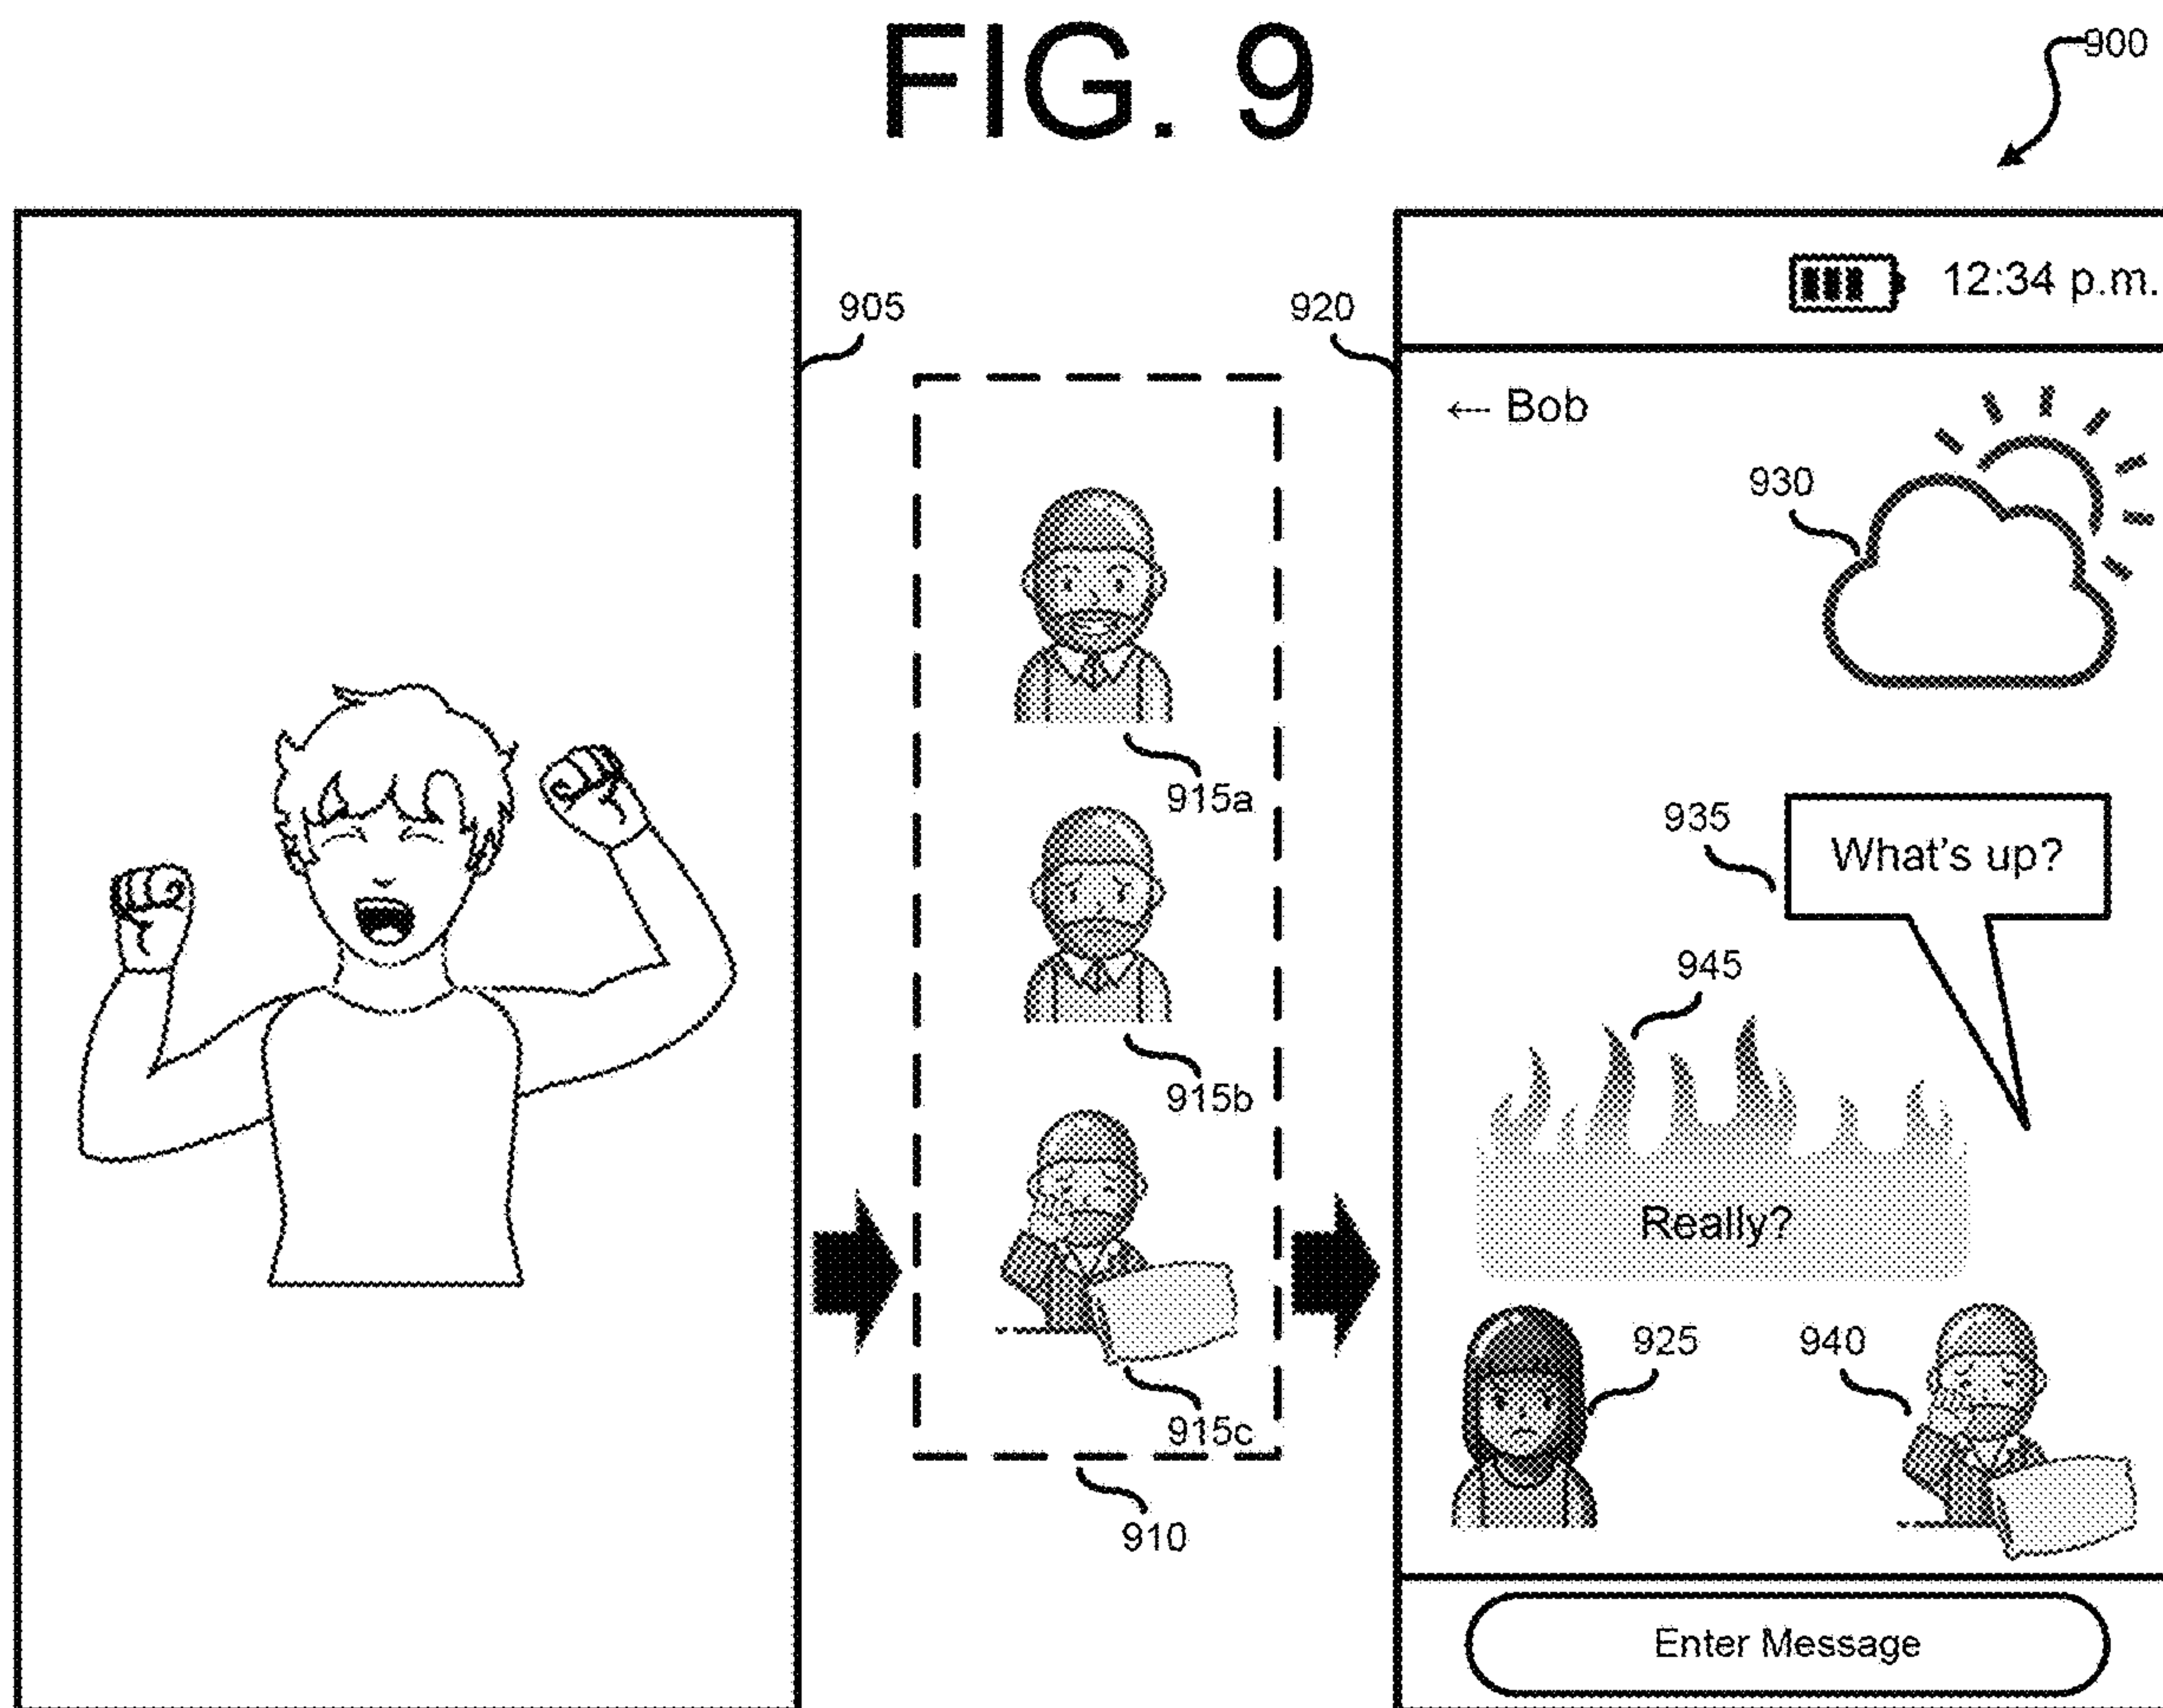 FIG. 9
900
12:34 p.m.
905
920
← Bob
930
915a
935
What's up?
945
915b
Really?
925
940
915c
910
Enter Message